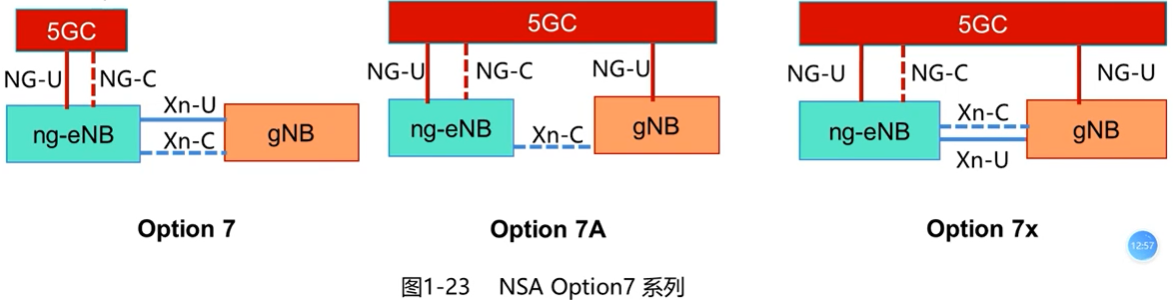 5GC
NG-U NG-C
Xn-U
ng-eNB
gNB
Xn-C
Option 7
5GC
NG-U NG-C NG-U
ng-eNB
Xn-C
gNB
Option 7A
5GC
NG-U NG-C NG-U
ng-eNB
Xn-C
gNB
Xn-U
Option 7x
12:57
图1-23 NSA Option7 系列